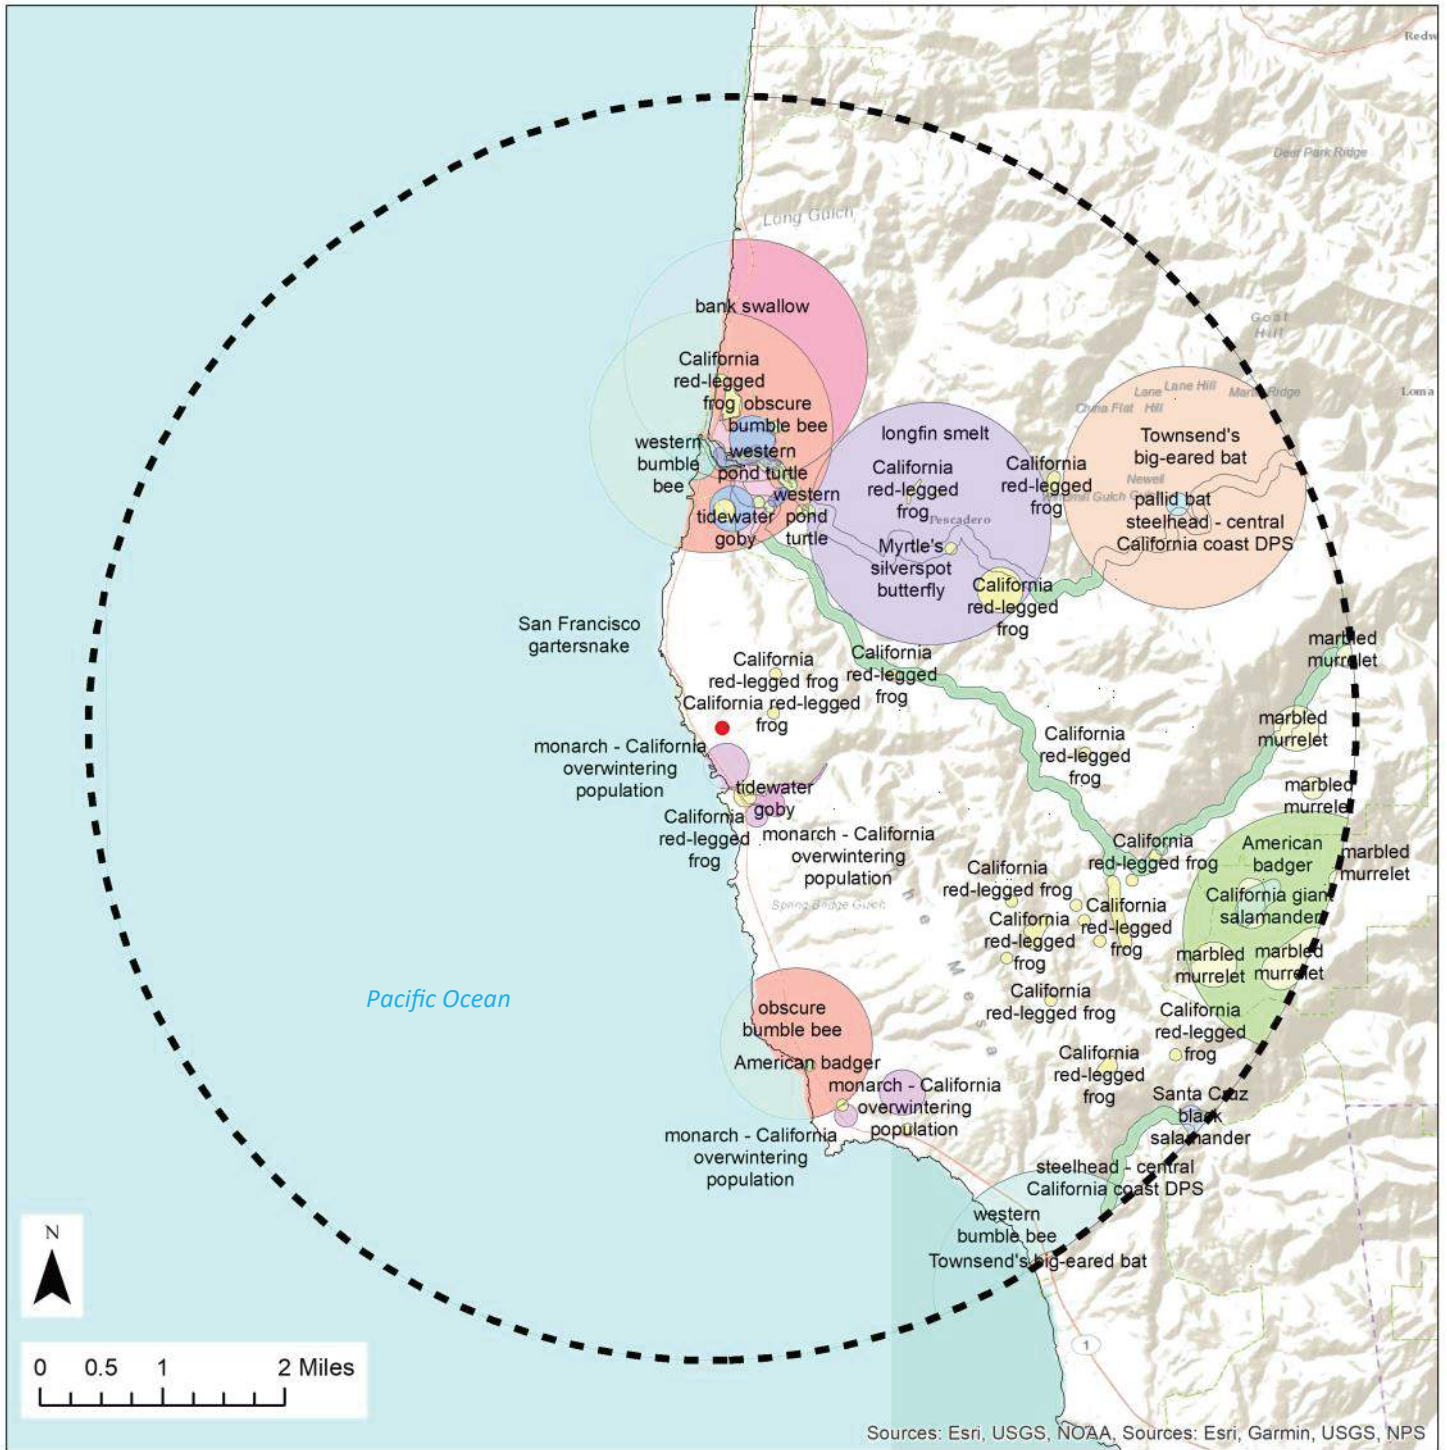 Redw
Deer Park Ridge
Long Gulch
bank swallow
Goat
Hill
California
red-legged
frog
obscure
bumble bee
Lane Hill
Lane
Hill
China Flat
Ridge
Loma
western
bumble
bee
western
pond turtle
longfin smelt
Townsend's
big-eared bat
California
red-legged
frog
California
red-legged
frog
Newell
Gulch
tidewater
goby
western
pond
turtle
Pescadero
pallid bat
steelhead - central
California coast DPS
Myrtle's
silverspot
butterfly
California
red-legged
frog
San Francisco
gartersnake
marbled
murrelet
California
red-legged frog
California
red-legged
frog
California red-legged
frog
marbled
murrelet
monarch - California
overwintering
population
California
red-legged
frog
tidewater
goby
marbled
murrelet
California
red-legged
frog
monarch - California
overwintering
population
California
red-legged frog
American
badger
marbled
murrelet
California
red-legged frog
California giant
salamander
Spring Bridge Gulch
h e
M e s a
California
red-legged
frog
California
red-legged
frog
marbled
murrelet
marbled
murrelet
Pacific Ocean
California
red-legged frog
obscure
bumble bee
California
red-legged
frog
American badger
California
red-legged
frog
monarch - California
overwintering
population
Santa Cruz
black
salamander
monarch - California
overwintering
population
steelhead - central
California coast DPS
western
bumble bee
Townsend's big-eared bat
N
1
0 0.5 1 2 Miles
Sources: Esri, USGS, NOAA, Sources: Esri, Garmin, USGS, NPS